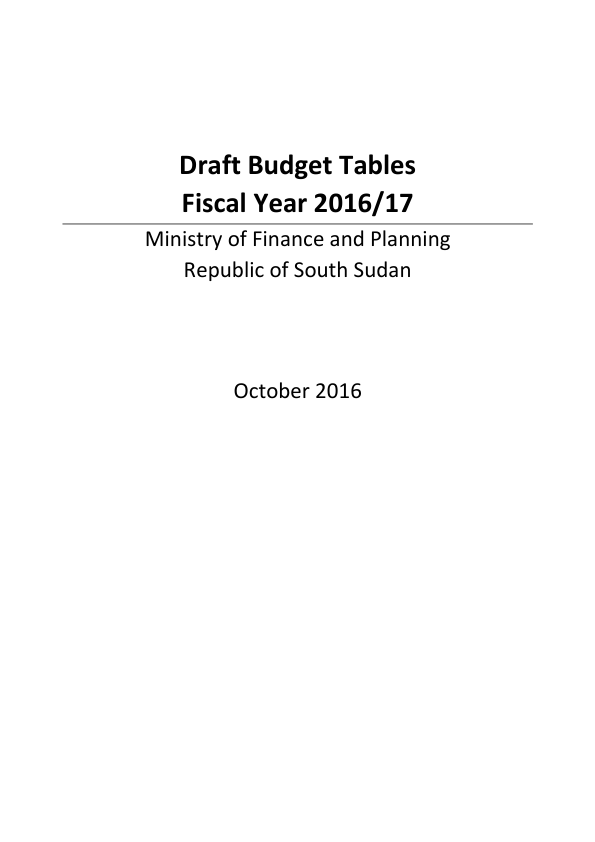 Draft Budget Tables
Fiscal Year 2016/17
Ministry of Finance and Planning
Republic of South Sudan
October 2016